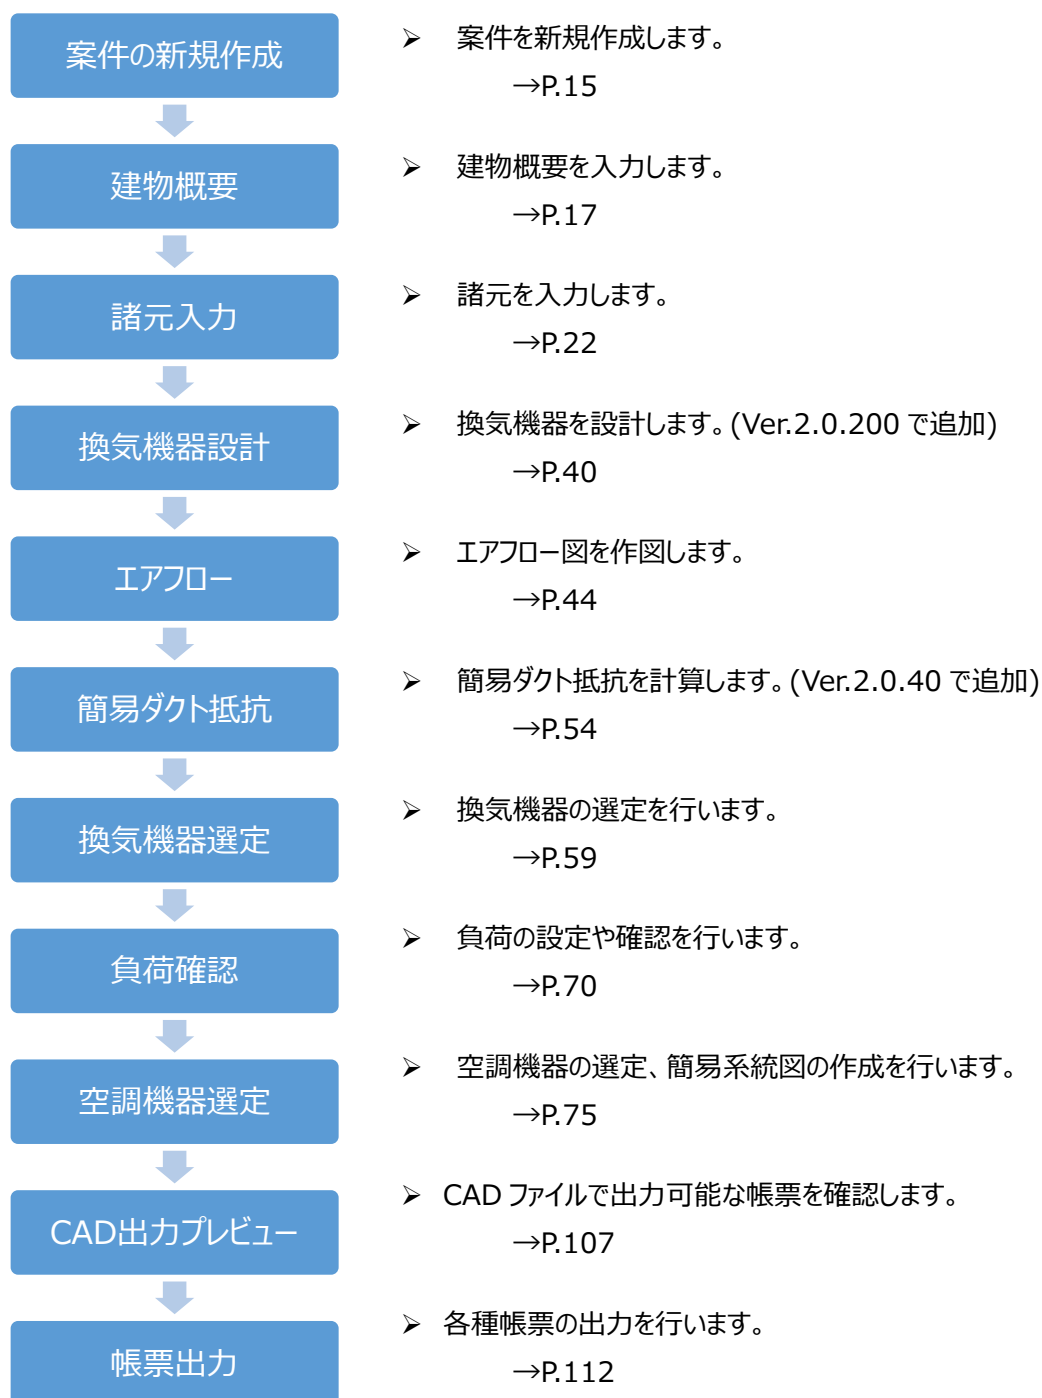 案件の新規作成
➢ 案件を新規作成します。
→P.15
建物概要
➢ 建物概要を入力します。
→P.17
諸元入力
➢ 諸元を入力します。
→P.22
換気機器設計
➢ 換気機器を設計します。(Ver.2.0.200 で追加)
→P.40
エアフロー
➢ エアフロー図を作図します。
→P.44
簡易ダクト抵抗
➢ 簡易ダクト抵抗を計算します。(Ver.2.0.40 で追加)
→P.54
換気機器選定
➢ 換気機器の選定を行います。
→P.59
負荷確認
➢ 負荷の設定や確認を行います。
→P.70
空調機器選定
➢ 空調機器の選定、簡易系統図の作成を行います。
→P.75
CAD出力プレビュー
➢ CAD ファイルで出力可能な帳票を確認します。
→P.107
帳票出力
➢ 各種帳票の出力を行います。
→P.112